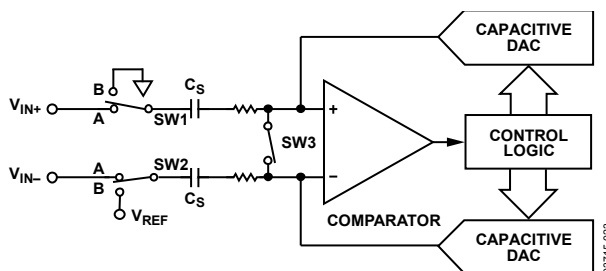 CAPACITIVE
DAC
B
CS
VIN+
A
SW1
+
SW3
CONTROL
LOGIC
VIN–
A
SW2
B
CS
–
VREF
COMPARATOR
CAPACITIVE
DAC